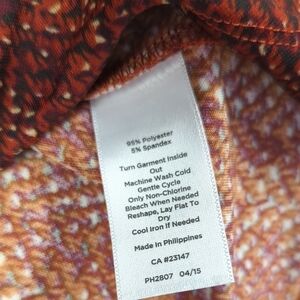 95% Polyester
5% Spandex
Turn Garment Inside
Out
Machine Wash Cold
Gentle Cycle
Only Non-Chlorine
Bleach When Needed
Reshape, Lay Flat To
Dry
Cool Iron If Needed
Made In Philippines
CA #23147
PH2807 04/15